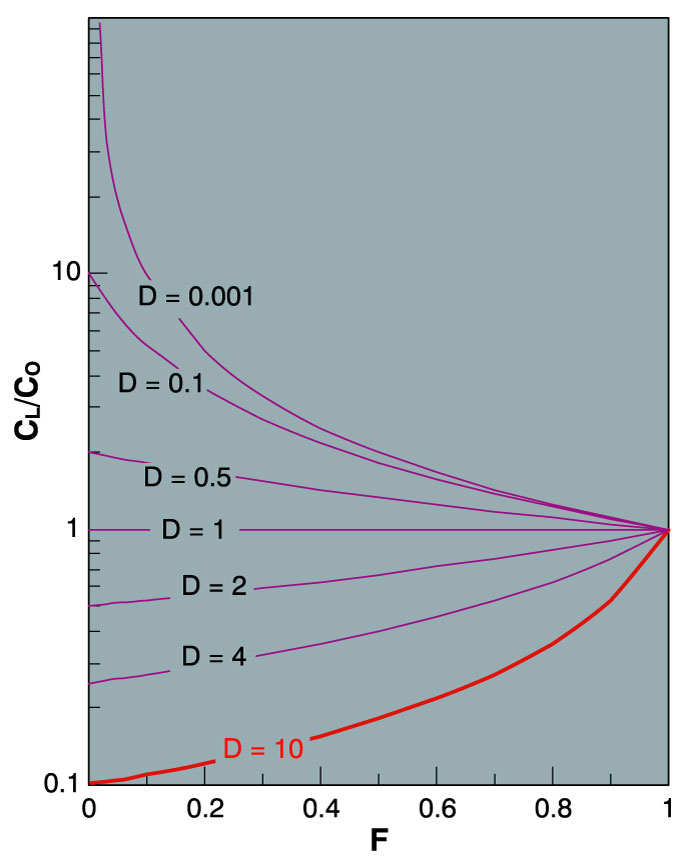 10
D = 0.001
D = 0.1
CL/CO
D = 0.5
1
D = 1
D = 2
D = 4
D = 10
0.1
0 0.2 0.4 0.6 0.8 1
F